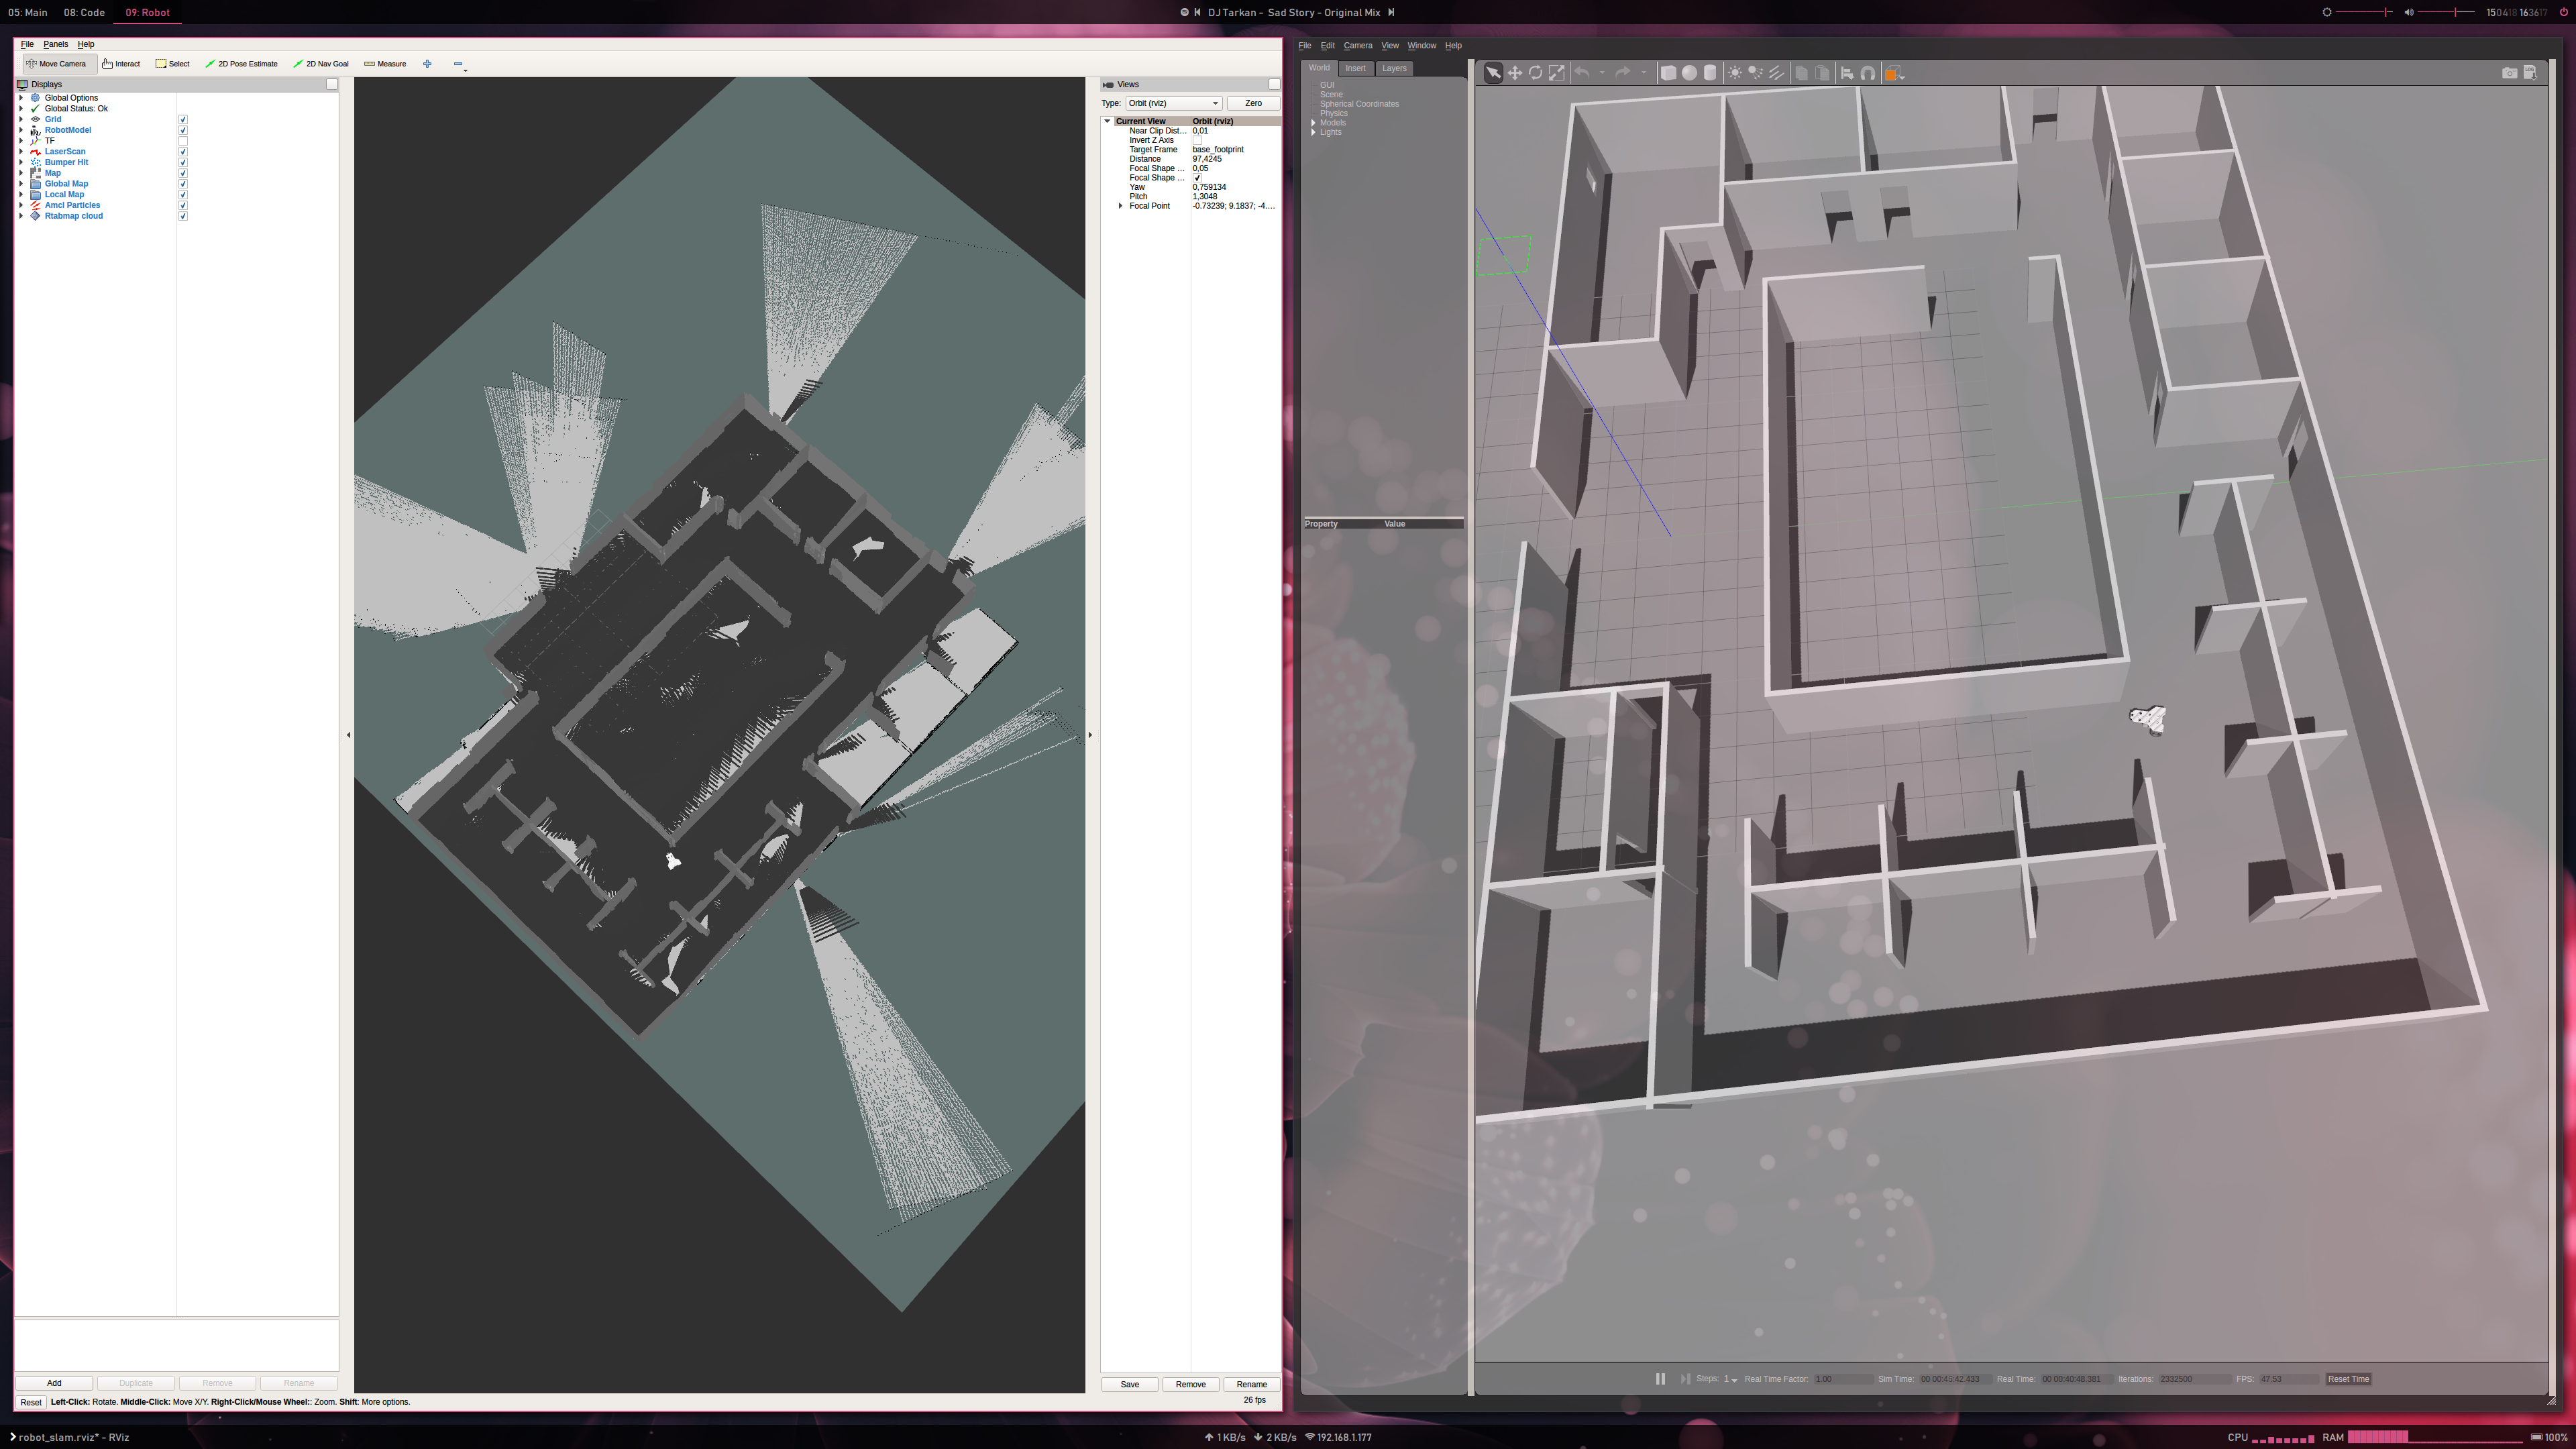 05: Main 08: Code 09: Robot
DJ Tarkan - Sad Story - Original Mix
150418 163617
File Panels Help
Move Camera Interact Select 2D Pose Estimate 2D Nav Goal Measure
Displays
Global Options
Global Status: Ok
Grid
RobotModel
TF
LaserScan
Bumper Hit
Map
Global Map
Local Map
Amcl Particles
Rtabmap cloud
Add Duplicate Remove Rename
Reset Left-Click: Rotate. Middle-Click: Move X/Y. Right-Click/Mouse Wheel:: Zoom. Shift: More options.
26 fps
Views
Type: Orbit (rviz) Zero
Current View Orbit (rviz)
Near Clip Dist... 0,01
Invert Z Axis
Target Frame base_footprint
Distance 97,4245
Focal Shape ... 0,05
Focal Shape ...
Yaw 0,759134
Pitch 1,3048
Focal Point -0.73239; 9.1837; -4....
Save Remove Rename
File Edit Camera View Window Help
World Insert Layers
GUI
Scene
Spherical Coordinates
Physics
Models
Lights
Property Value
Steps: 1 Real Time Factor: 1.00 Sim Time: 00 00:43:42.433 Real Time: 00 00:40:48.381 Iterations: 2332500 FPS: 47.53 Reset Time
robot_slam.rviz* - RViz
1 KB/s 2 KB/s 192.168.1.177
CPU RAM 100%